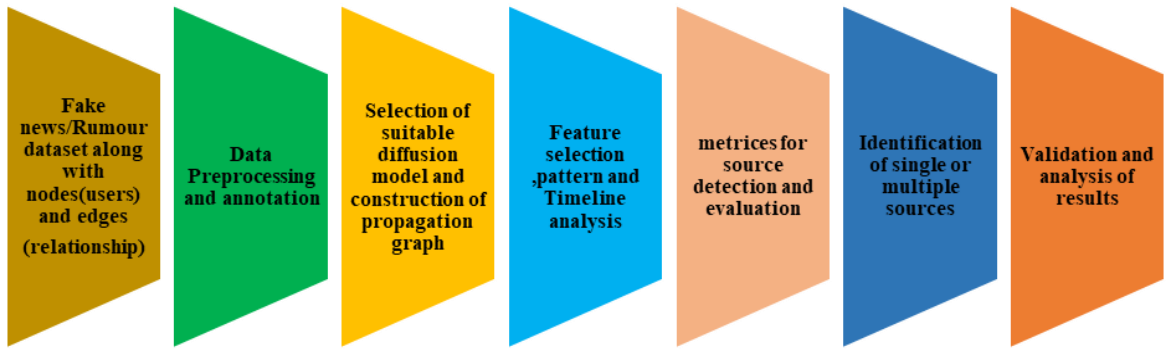 Fake
news/Rumour
dataset along
with
nodes(users)
and edges
(relationship)
Data
Preprocessing
and annotation
Selection of
suitable
diffusion
model and
construction of
propagation
graph
Feature
selection
,pattern and
Timeline
analysis
metrices for
source
detection and
evaluation
Identification
of single or
multiple
sources
Validation and
analysis of
results